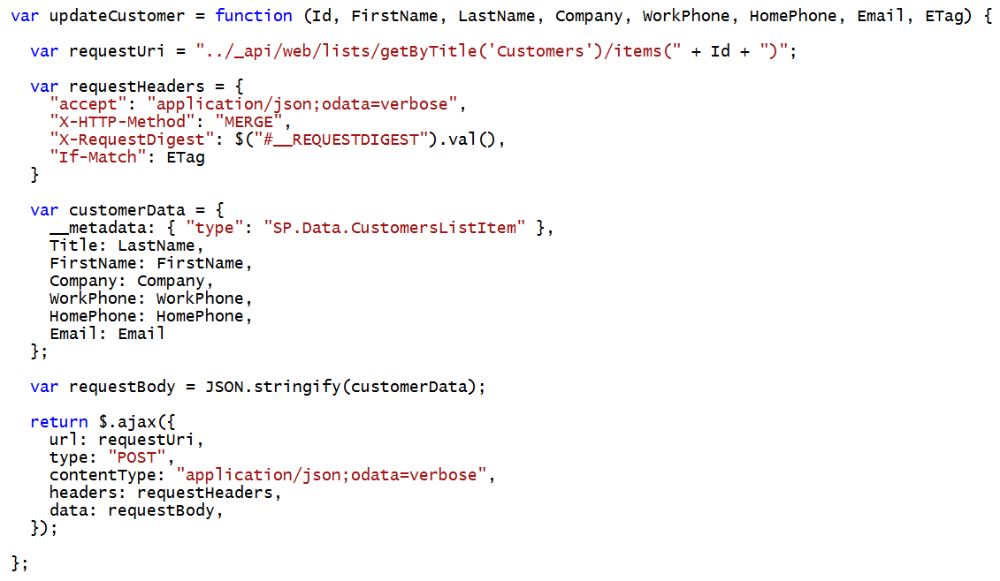 var updateCustomer = function (Id, FirstName, LastName, Company, WorkPhone, HomePhone, Email, ETag) {
var requestUri = "../_api/web/lists/getByTitle('Customers')/items(" + Id + ")";
var requestHeaders = {
"accept": "application/json;odata=verbose",
"X-HTTP-Method": "MERGE",
"X-RequestDigest": $("#__REQUESTDIGEST").val(),
"If-Match": ETag
}
var customerData = {
__metadata: { "type": "SP.Data.CustomersListItem" },
Title: LastName,
FirstName: FirstName,
Company: Company,
WorkPhone: WorkPhone,
HomePhone: HomePhone,
Email: Email
};
var requestBody = JSON.stringify(customerData);
return $.ajax({
url: requestUri,
type: "POST",
contentType: "application/json;odata=verbose",
headers: requestHeaders,
data: requestBody,
});
};